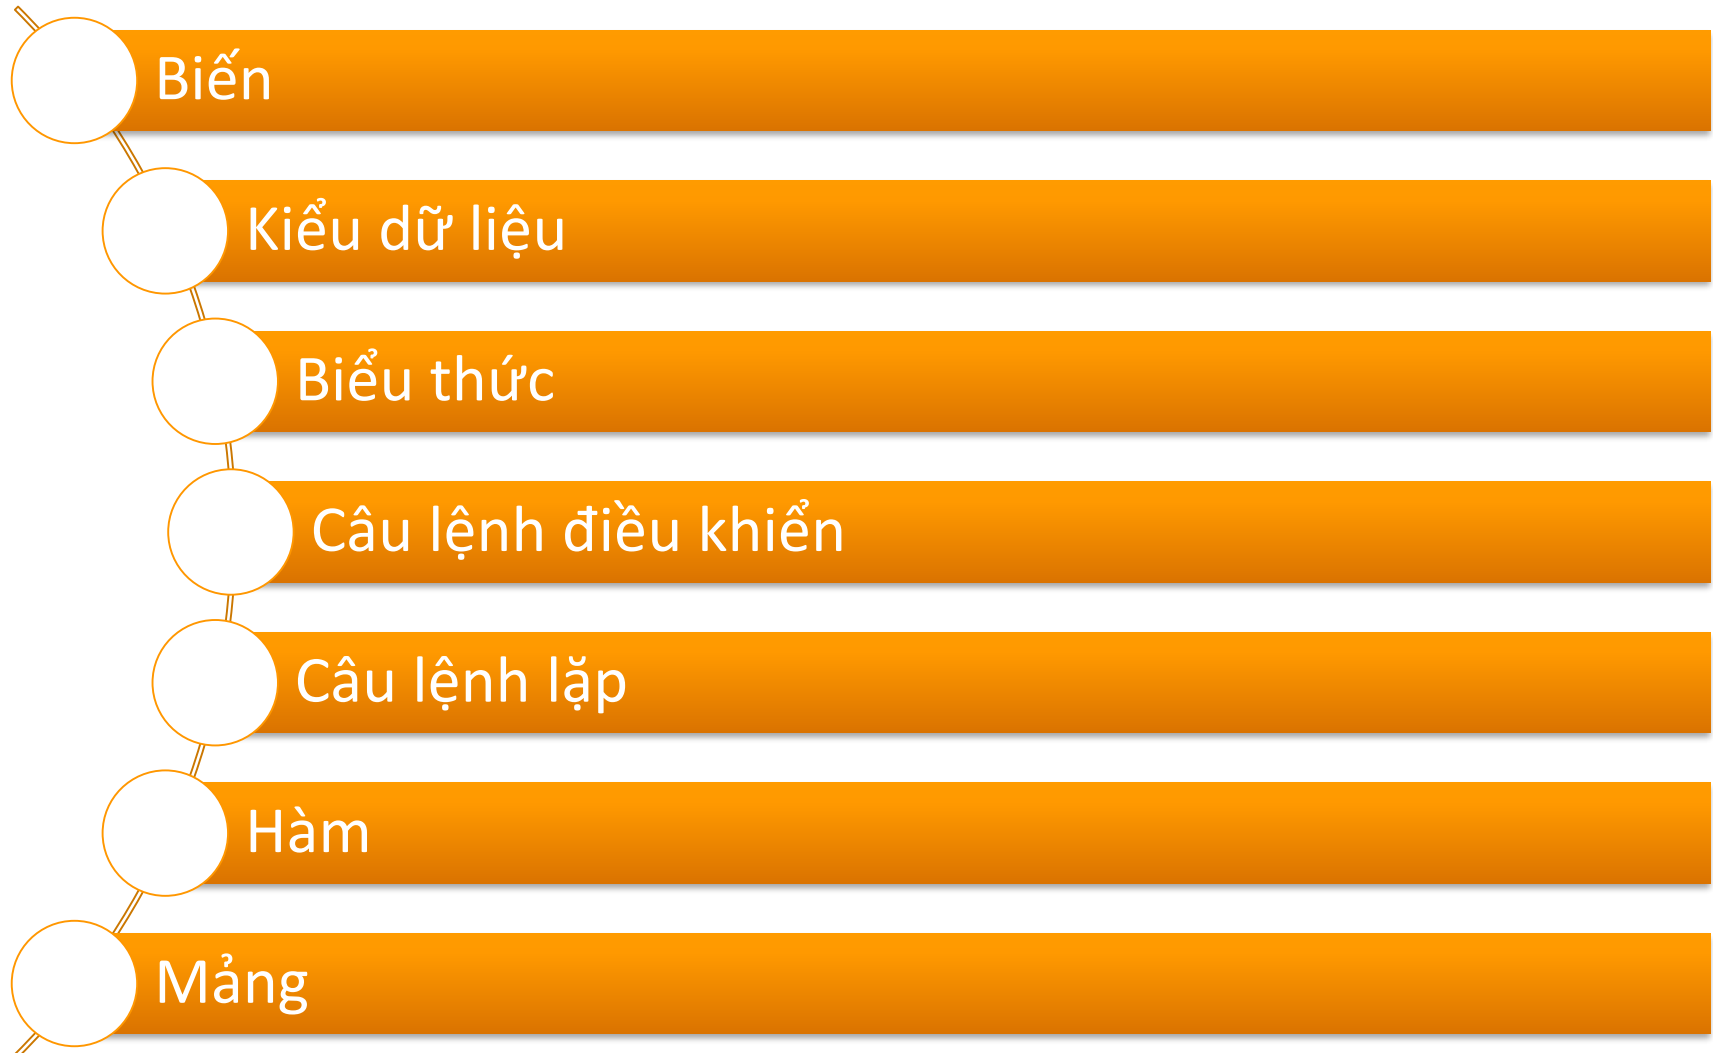 Biến
Kiểu dữ liệu
Biểu thức
Câu lệnh điều khiển
Câu lệnh lặp
Hàm
Mảng